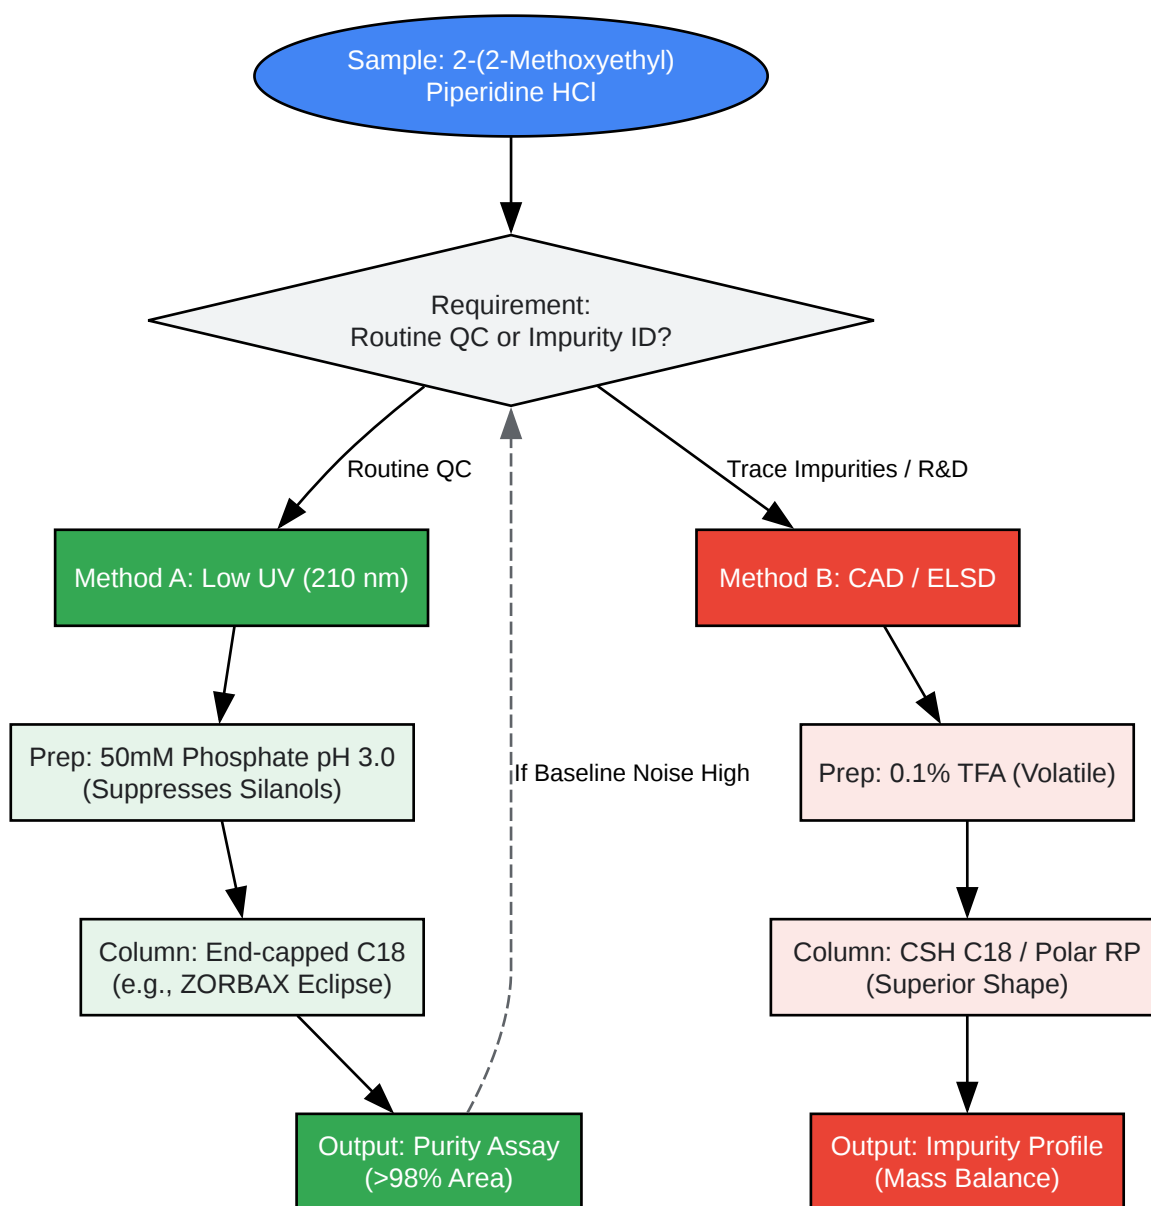 Sample: 2-(2-Methoxyethyl)
Piperidine HCl
Requirement:
Routine QC or Impurity ID?
Routine QC
Trace Impurities / R&D
Method A: Low UV (210 nm)
Method B: CAD / ELSD
Prep: 50mM Phosphate pH 3.0
(Suppresses Silanols)
If Baseline Noise High
Prep: 0.1% TFA (Volatile)
Column: End-capped C18
(e.g., ZORBAX Eclipse)
Column: CSH C18 / Polar RP
(Superior Shape)
Output: Purity Assay
(>98% Area)
Output: Impurity Profile
(Mass Balance)